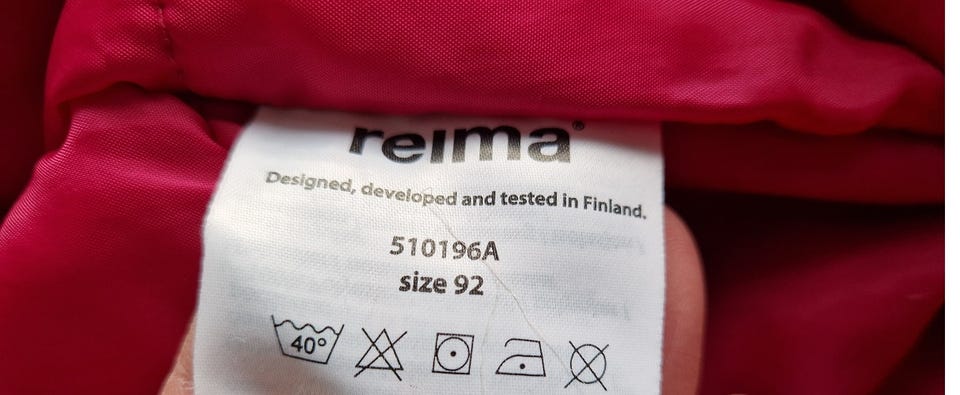 reima®
Designed, developed and tested in Finland.
510196A
size 92
40°